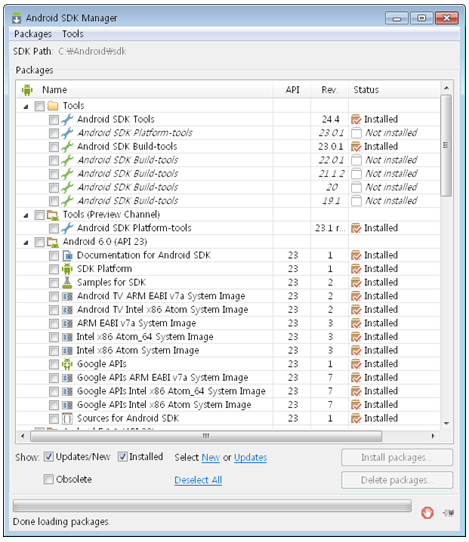 Android SDK Manager
Packages Tools
SDK Path: C:₩Android₩sdk
Packages
Name API Rev. Status
Tools
Android SDK Tools 24.4 Installed
Android SDK Platform-tools 23.0.1 Not installed
Android SDK Build-tools 23.0.1 Installed
Android SDK Build-tools 22.0.1 Not installed
Android SDK Build-tools 21.1.2 Not installed
Android SDK Build-tools 20 Not installed
Android SDK Build-tools 19.1 Not installed
Tools (Preview Channel)
Android SDK Platform-tools 23.1 r... Installed
Android 6.0 (API 23)
Documentation for Android SDK 23 1 Installed
SDK Platform 23 1 Installed
Samples for SDK 23 2 Installed
Android TV ARM EABI v7a System Image 23 2 Installed
Android TV Intel x86 Atom System Image 23 2 Installed
ARM EABI v7a System Image 23 3 Installed
Intel x86 Atom_64 System Image 23 3 Installed
Intel x86 Atom System Image 23 3 Installed
Google APIs 23 1 Installed
Google APIs ARM EABI v7a System Image 23 7 Installed
Google APIs Intel x86 Atom_64 System Image 23 7 Installed
Google APIs Intel x86 Atom System Image 23 7 Installed
Sources for Android SDK 23 1 Installed
Show: Updates/New Installed Select New or Updates Install packages...
Obsolete Deselect All Delete packages...
Done loading packages.